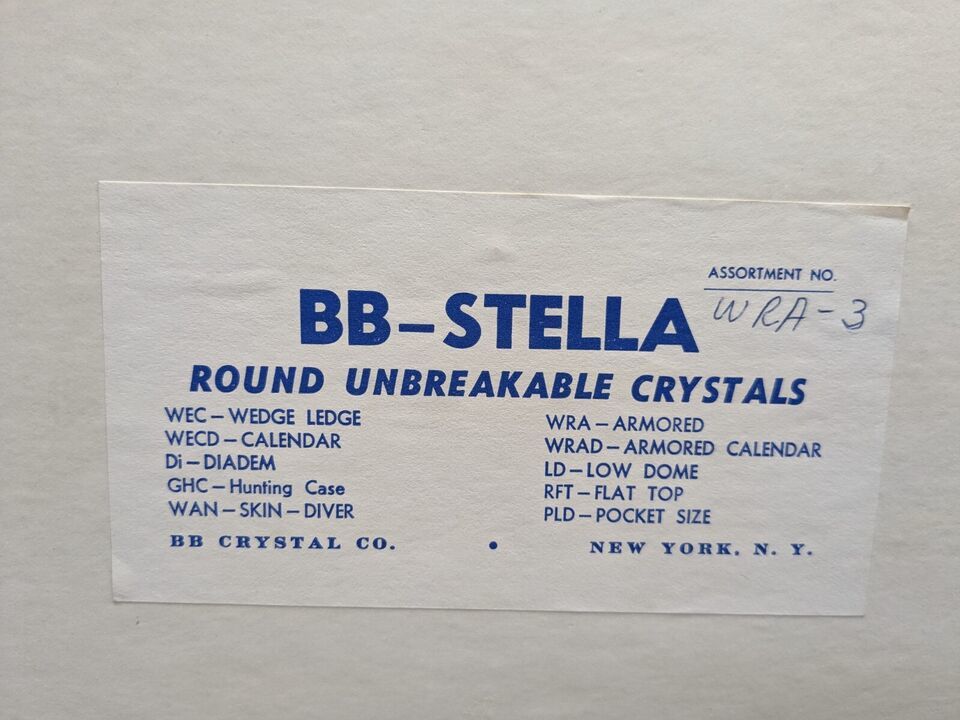 ASSORTMENT NO.
WRA-3
BB-STELLA
ROUND UNBREAKABLE CRYSTALS
WEC-WEDGE LEDGE
WECD-CALENDAR
Di-DIADEM
GHC-Hunting Case
WAN-SKIN-DIVER
WRA-ARMORED
WRAD-ARMORED CALENDAR
LD-LOW DOME
RFT-FLAT TOP
PLD-POCKET SIZE
BB CRYSTAL CO. • NEW YORK, N. Y.